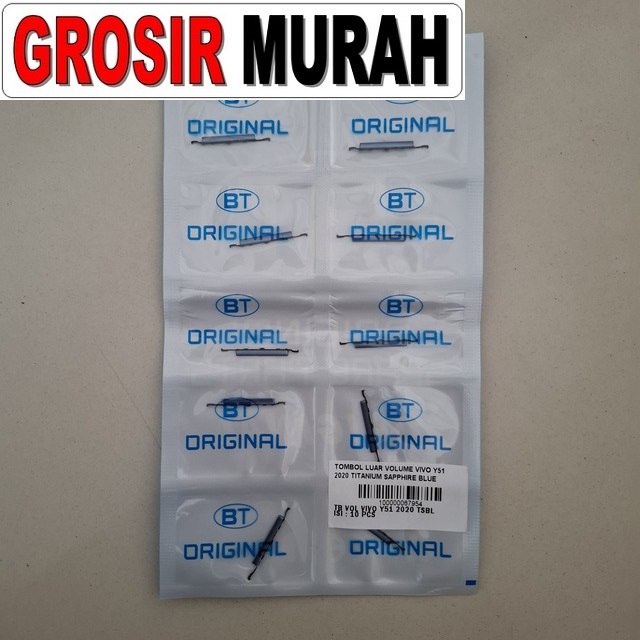 GROSIR MURAH
BT BT
ORIGINAL ORIGINAL
BT BT
ORIGINAL ORIGINAL
BT BT
ORIGINAL ORIGINAL
BT BT
ORIGINAL ORIGINAL
TOMBOL LUAR VOLUME VIVO Y51
2020 TITANIUM SAPPHIRE BLUE
100000087954
TB VOL VIVO Y51 2020 TSBL
ISI : 10 PCS
BT
ORIGINAL ORIGINAL